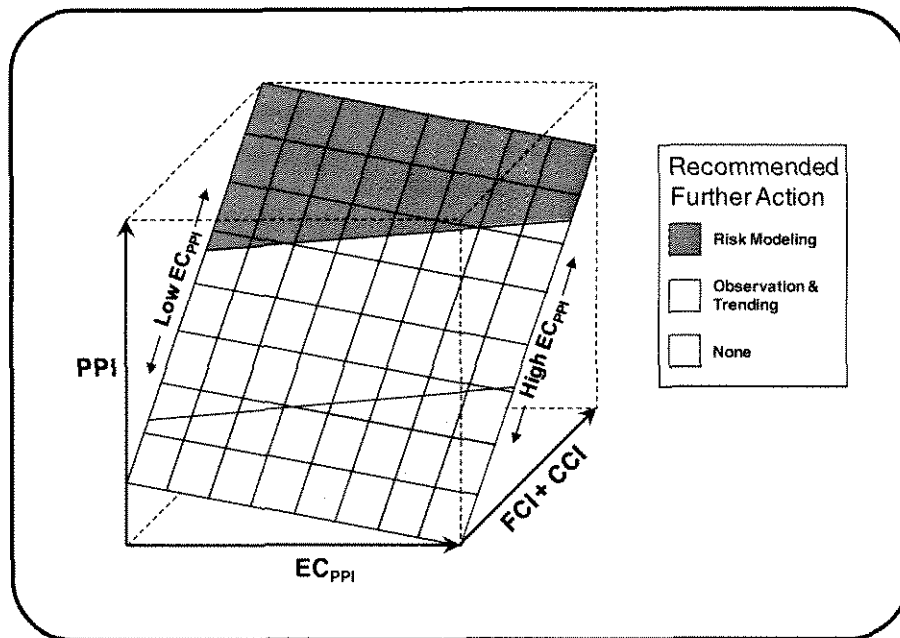 Low EC_PPI
High EC_PPI
PPI
FCI + CCI
EC_PPI
Recommended
Further Action
Risk Modeling
Observation &
Trending
None